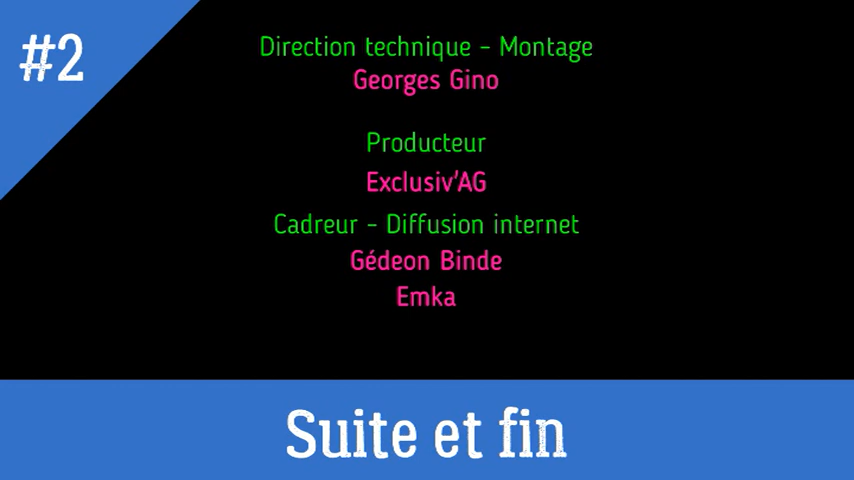 #2
Direction technique - Montage
Georges Gino
Producteur
Exclusiv'AG
Cadreur - Diffusion internet
Gédeon Binde
Emka
Suite et fin